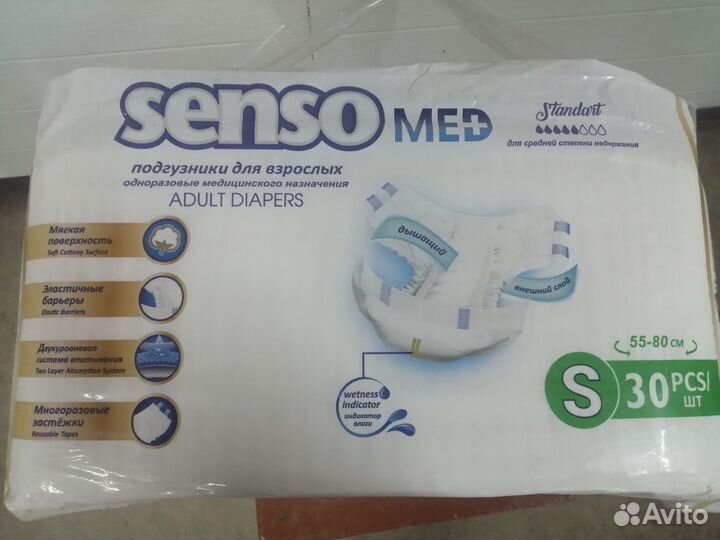 senso MED
Standart
для средней степени недержания
подгузники для взрослых
одноразовые медицинского назначения
ADULT DIAPERS
Мягкая
поверхность
Soft Cottony Surface
Эластичные
барьеры
Elastic Barriers
Двухуровневая
система впитывания
Two Layer Absorption System
Многоразовые
застёжки
Reusable Tapes
дышащий
внешний слой
wetness
indicator
индикатор
влаги
55-80 см
S 30 PCS/
шт
Avito